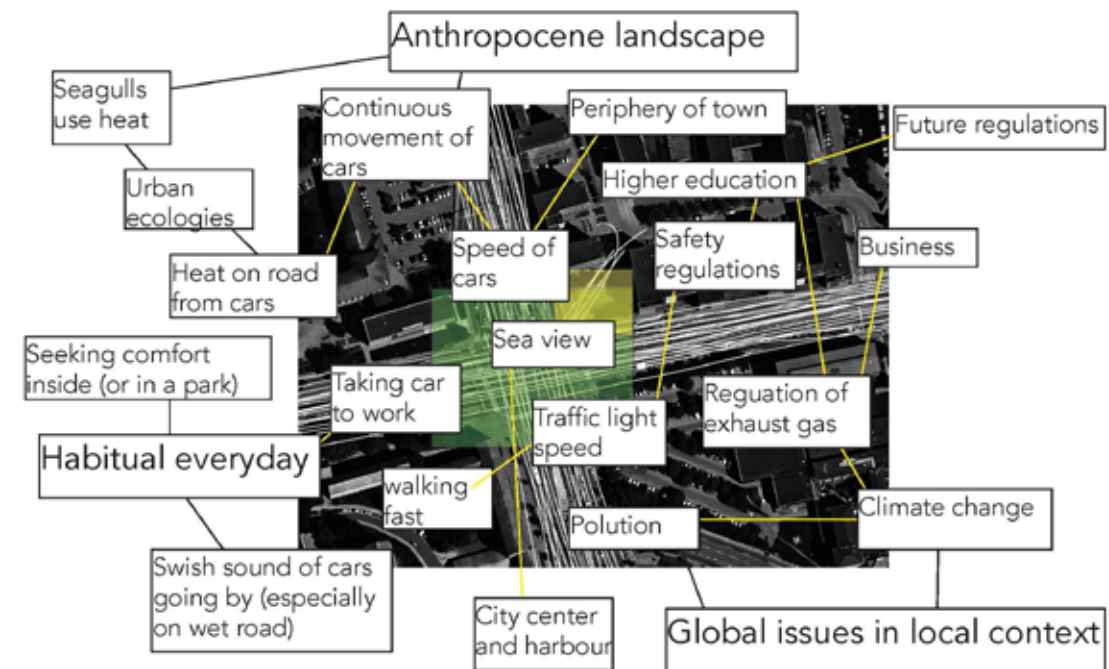 Anthropocene landscape
Seagulls
use heat
Continuous
movement of
cars
Periphery of town
Future regulations
Higher education
Urban
ecologies
Speed of
cars
Safety
regulations
Business
Heat on road
from cars
Sea view
Seeking comfort
inside (or in a park)
Taking car
to work
Traffic light
speed
Reguation of
exhaust gas
Habitual everyday
walking
fast
Polution
Climate change
Swish sound of cars
going by (especially
on wet road)
City center
and harbour
Global issues in local context